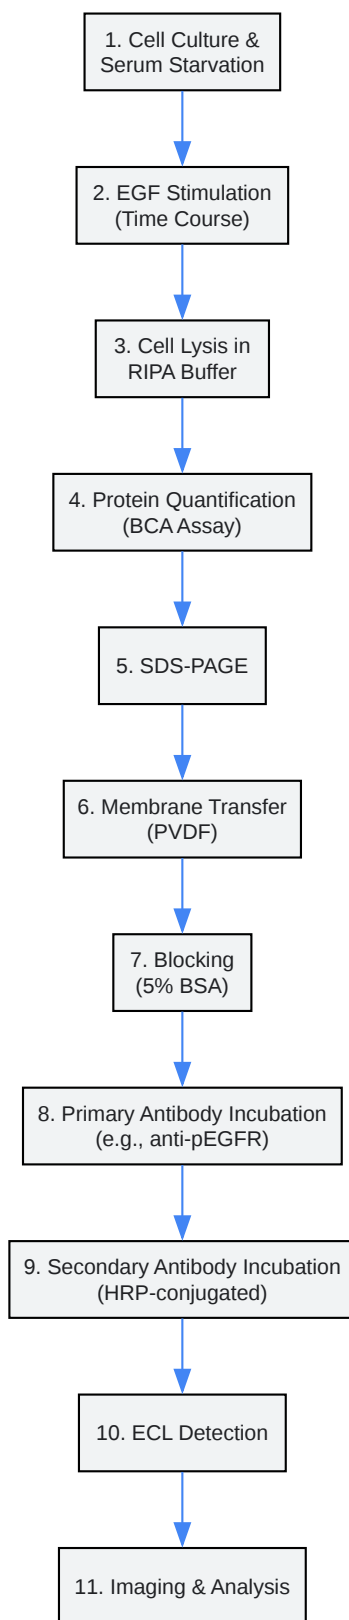 1. Cell Culture &
Serum Starvation
2. EGF Stimulation
(Time Course)
3. Cell Lysis in
RIPA Buffer
4. Protein Quantification
(BCA Assay)
5. SDS-PAGE
6. Membrane Transfer
(PVDF)
7. Blocking
(5% BSA)
8. Primary Antibody Incubation
(e.g., anti-pEGFR)
9. Secondary Antibody Incubation
(HRP-conjugated)
10. ECL Detection
11. Imaging & Analysis